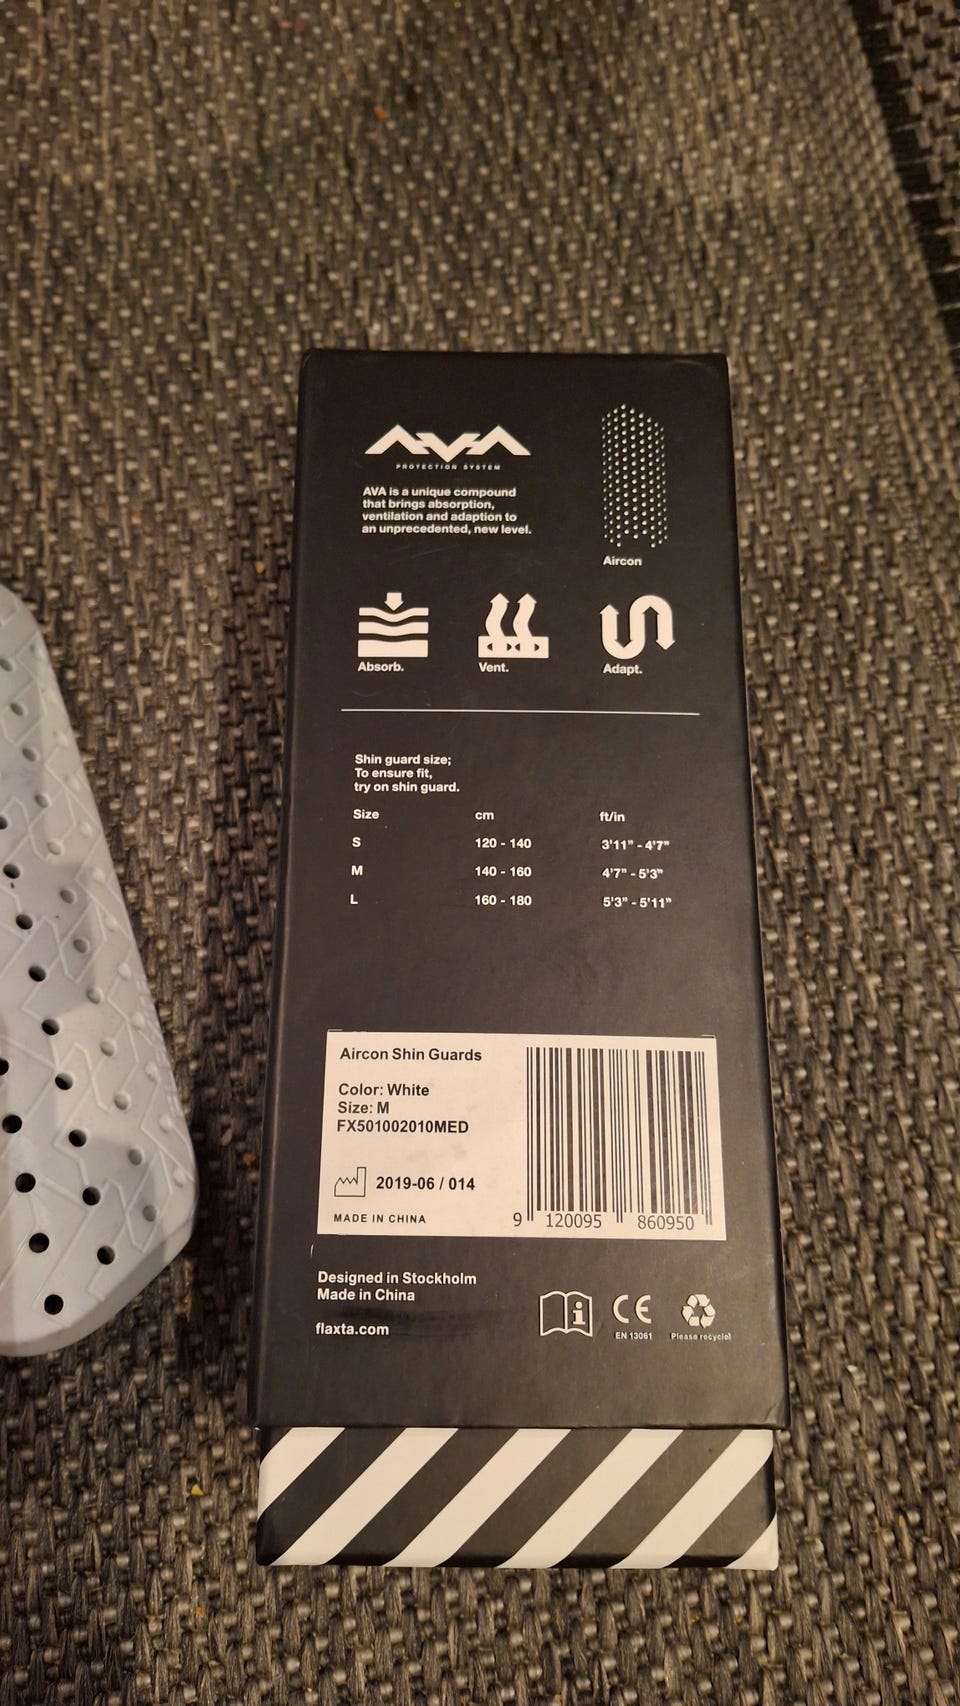 AVA
PROTECTION SYSTEM
AVA is a unique compound
that brings absorption,
ventilation and adaption to
an unprecedented, new level.
Aircon
Absorb.
Vent.
Adapt.
Shin guard size;
To ensure fit,
try on shin guard.
Size cm ft/in
S 120 - 140 3'11" - 4'7"
M 140 - 160 4'7" - 5'3"
L 160 - 180 5'3" - 5'11"
Aircon Shin Guards
Color: White
Size: M
FX501002010MED
2019-06 / 014
MADE IN CHINA
9 120095 860950
Designed in Stockholm
Made in China
flaxta.com
i
CE
EN 13061
Please recycle!